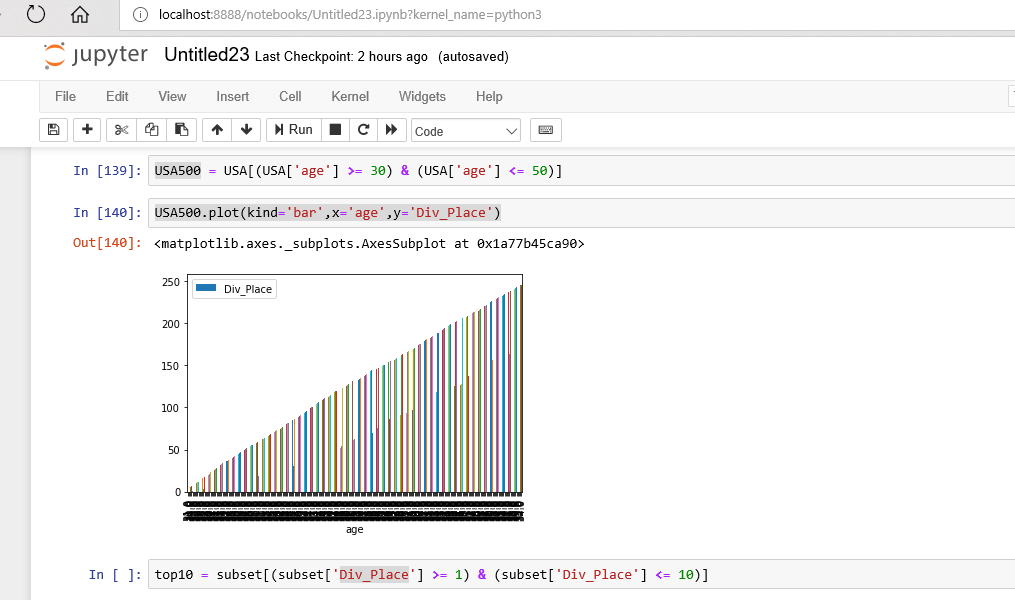 localhost:8888/notebooks/Untitled23.ipynb?kernel_name=python3
jupyter Untitled23 Last Checkpoint: 2 hours ago (autosaved)
File Edit View Insert Cell Kernel Widgets Help
Run Code
In [139]: USA500 = USA[(USA['age'] >= 30) & (USA['age'] <= 50)]
In [140]: USA500.plot(kind='bar',x='age',y='Div_Place')
Out[140]: <matplotlib.axes._subplots.AxesSubplot at 0x1a77b45ca90>
Div_Place
250
200
150
100
50
0
age
In [ ]: top10 = subset[(subset['Div_Place'] >= 1) & (subset['Div_Place'] <= 10)]